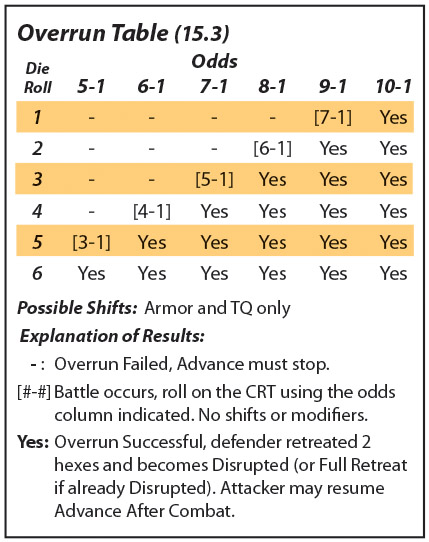 Overrun Table (15.3)
Odds
Die
Roll 5-1 6-1 7-1 8-1 9-1 10-1
1 - - - - [7-1] Yes
2 - - - [6-1] Yes Yes
3 - - [5-1] Yes Yes Yes
4 - [4-1] Yes Yes Yes Yes
5 [3-1] Yes Yes Yes Yes Yes
6 Yes Yes Yes Yes Yes Yes
Possible Shifts: Armor and TQ only
Explanation of Results:
- : Overrun Failed, Advance must stop.
[#-#] Battle occurs, roll on the CRT using the odds
column indicated. No shifts or modifiers.
Yes: Overrun Successful, defender retreated 2
hexes and becomes Disrupted (or Full Retreat
if already Disrupted). Attacker may resume
Advance After Combat.